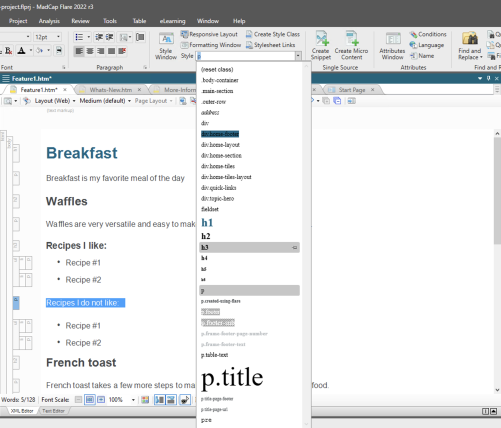 -project.flprj - MadCap Flare 2022 r3
Project Analysis Review Tools Table eLearning Window Help
12pt
Responsive Layout Create Style Class
Formatting Window Stylesheet Links
Style Window
Style p
Create Snippet
Create Micro Content
Attributes Window
Conditions
Language
Name
Find and Replace
Font Paragraph Single Source Attributes Find and R
Feature1.htm*
Feature1.htm* Whats-New.htm More-Inform Start Page
Layout (Web) Medium (default) Page Layout
(reset class)
.body-container
.main-section
.outer-row
address
div
div.home-footer
div.home-layout
div.home-section
div.home-tiles
div.home-tiles-layout
div.quick-links
div.topic-hero
fieldset
h1
h2
h3
h4
h5
h6
p
p.created-using-flare
p.footer
p.frame-footer-page-number
p.frame-footer-text
p.table-text
p.title
p.title-page-footer
p.title-page-url
pre
Breakfast
Breakfast is my favorite meal of the day
Waffles
Waffles are very versatile and easy to mak
Recipes I like:
• Recipe #1
• Recipe #2
Recipes I do not like:
• Recipe #1
• Recipe #2
French toast
French toast takes a few more steps to ma food.
Words: 5/128 Font Scale: 100%
XML Editor Text Editor